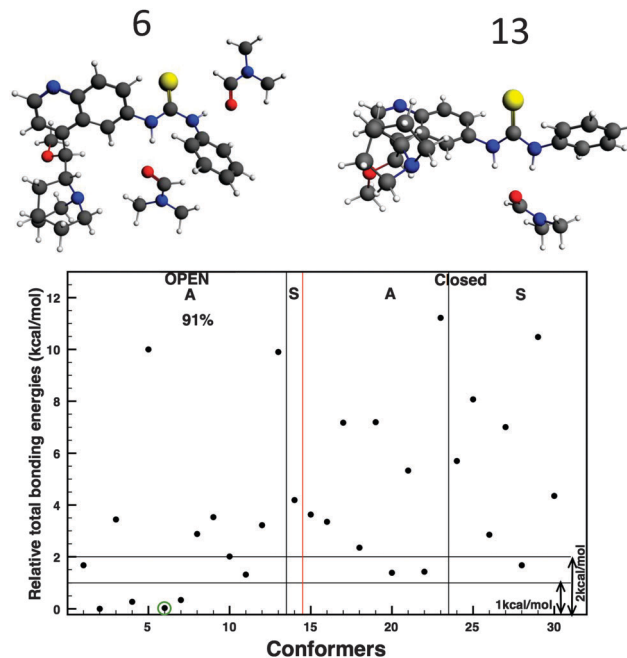 6
13
OPEN
Closed
A
S
A
S
91%
12
10
8
6
4
2
0
Relative total bonding energies (kcal/mol)
1kcal/mol
2kcal/mol
5
10
15
20
25
30
Conformers